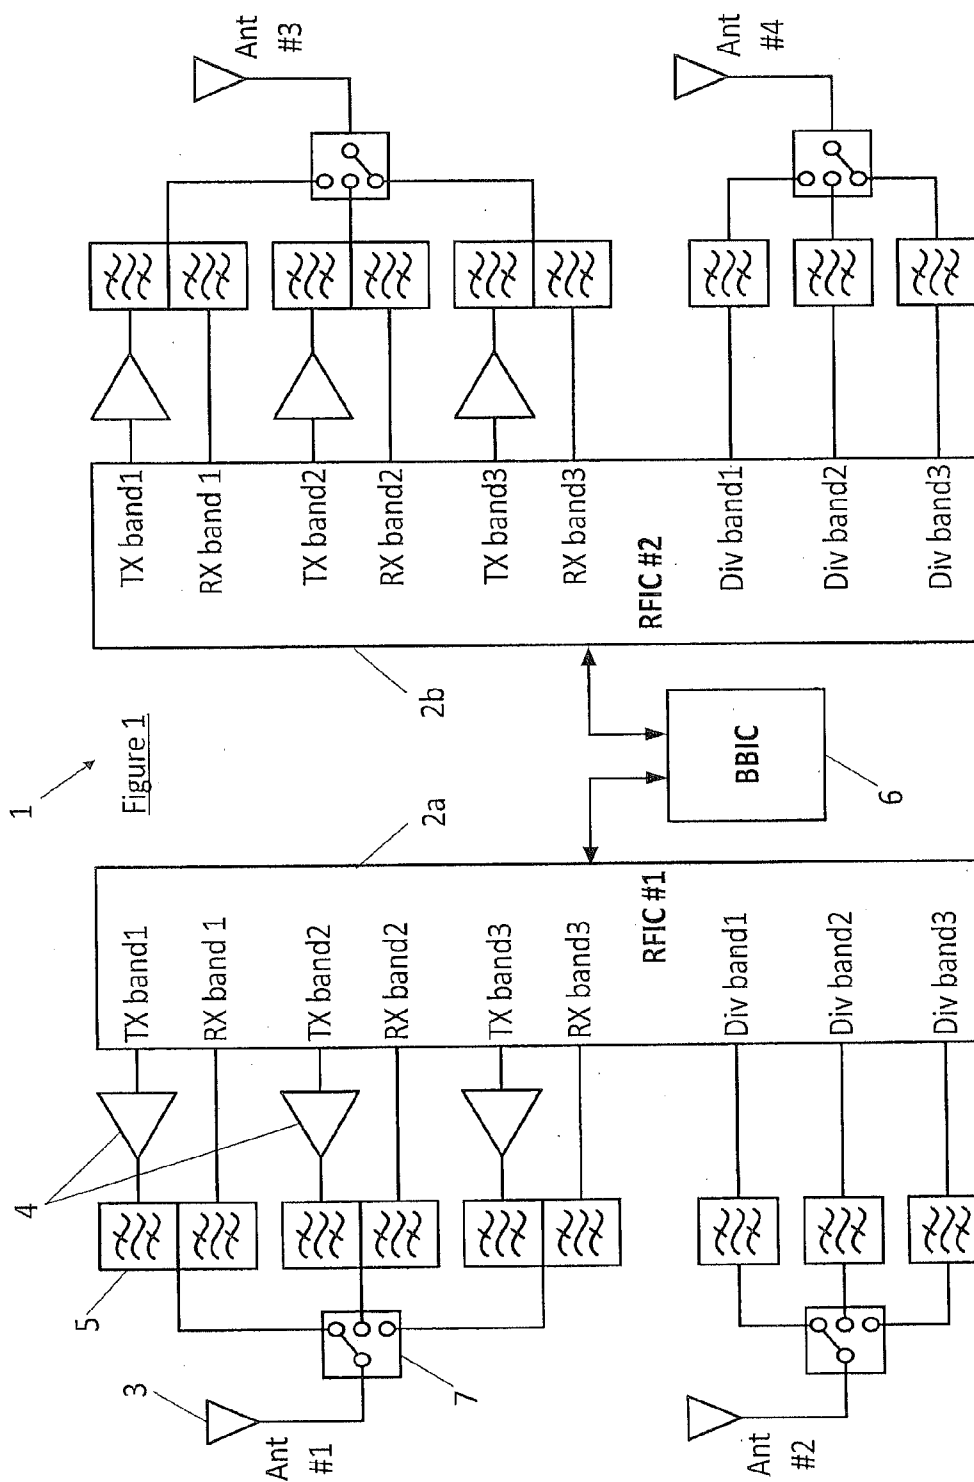 1
Figure 1
Ant
#1
3
5
4
7
TX band1
RX band 1
TX band2
RX band2
TX band3
RX band3
RFIC #1
Div band1
Div band2
Div band3
2a
Ant
#2
BBIC
6
2b
TX band1
RX band 1
TX band2
RX band2
TX band3
RX band3
RFIC #2
Div band1
Div band2
Div band3
Ant
#3
Ant
#4